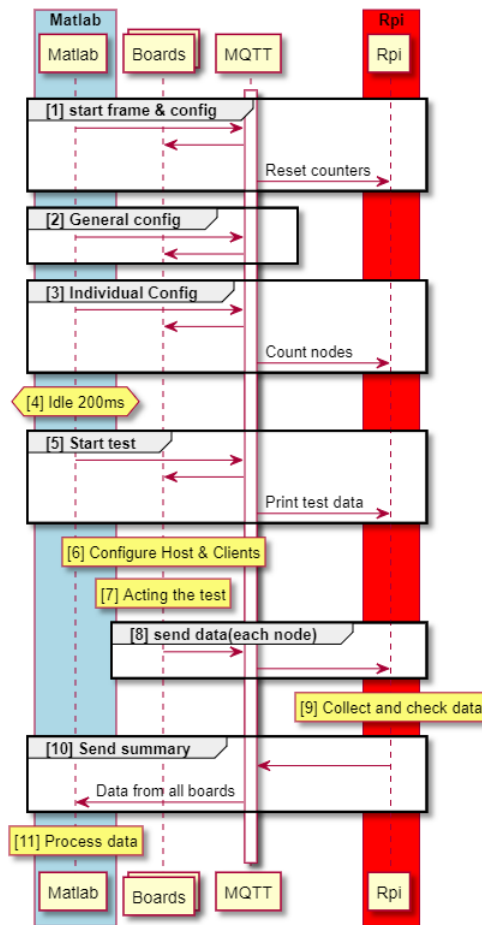 Matlab Rpi
Matlab Boards MQTT Rpi
[1] start frame & config
Reset counters
[2] General config
[3] Individual Config
Count nodes
[4] Idle 200ms
[5] Start test
Print test data
[6] Configure Host & Clients
[7] Acting the test
[8] send data(each node)
[9] Collect and check data
[10] Send summary
Data from all boards
[11] Process data
Matlab Boards MQTT Rpi